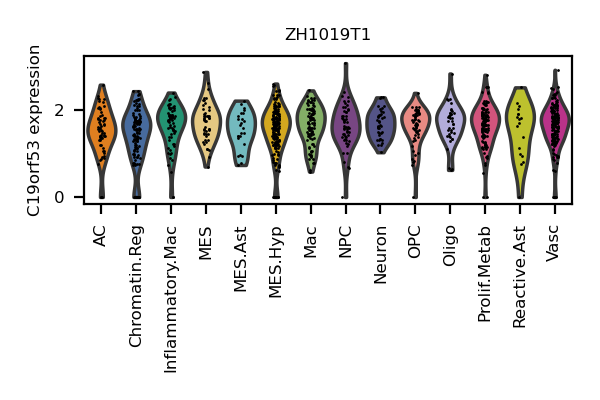 ZH1019T1
C19orf53 expression
2
0
AC
Chromatin.Reg
Inflammatory.Mac
MES
MES.Ast
MES.Hyp
Mac
NPC
Neuron
OPC
Oligo
Prolif.Metab
Reactive.Ast
Vasc